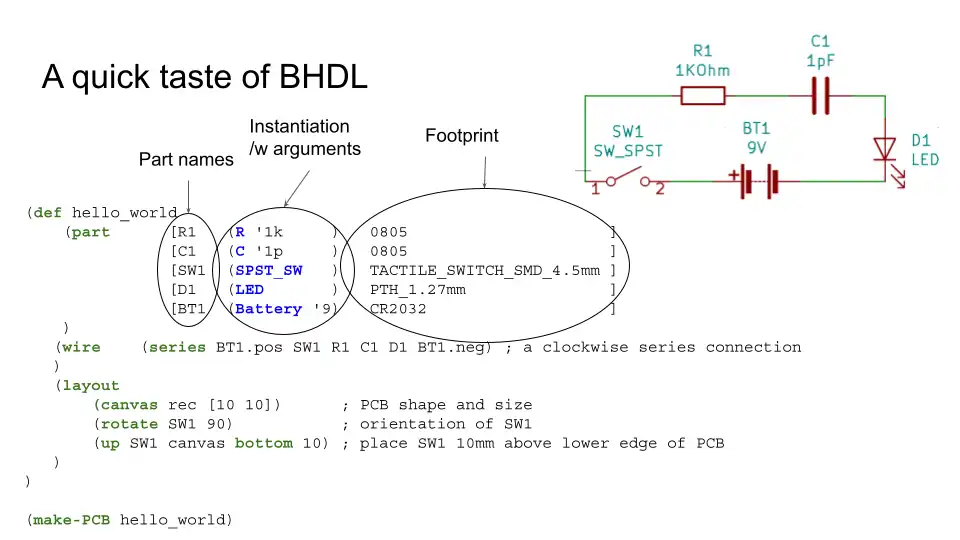 A quick taste of BHDL
R1
1KOhm
C1
1pF
SW1
SW_SPST
1
2
BT1
9V
+
D1
LED
Part names
Instantiation
/w arguments
Footprint
(def hello_world
(part [R1 (R '1k ) 0805 ]
[C1 (C '1p ) 0805 ]
[SW1 (SPST_SW ) TACTILE_SWITCH_SMD_4.5mm ]
[D1 (LED ) PTH_1.27mm ]
[BT1 (Battery '9) CR2032 ]
)
(wire (series BT1.pos SW1 R1 C1 D1 BT1.neg) ; a clockwise series connection
)
(layout
(canvas rec [10 10]) ; PCB shape and size
(rotate SW1 90) ; orientation of SW1
(up SW1 canvas bottom 10) ; place SW1 10mm above lower edge of PCB
)
)
(make-PCB hello_world)